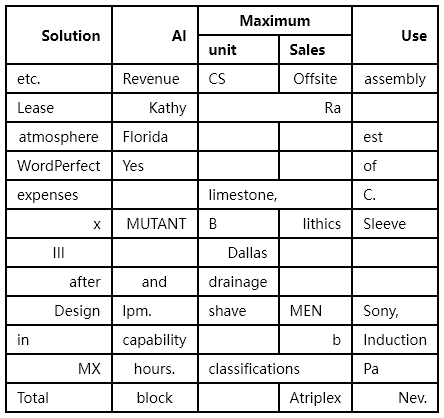 Solution AI Maximum Use
unit Sales
etc. Revenue CS Offsite assembly
Lease Kathy Ra
atmosphere Florida est
WordPerfect Yes of
expenses limestone, C.
x MUTANT B lithics Sleeve
III Dallas
after and drainage
Design lpm. shave MEN Sony,
in capability b Induction
MX hours. classifications Pa
Total block Atriplex Nev.